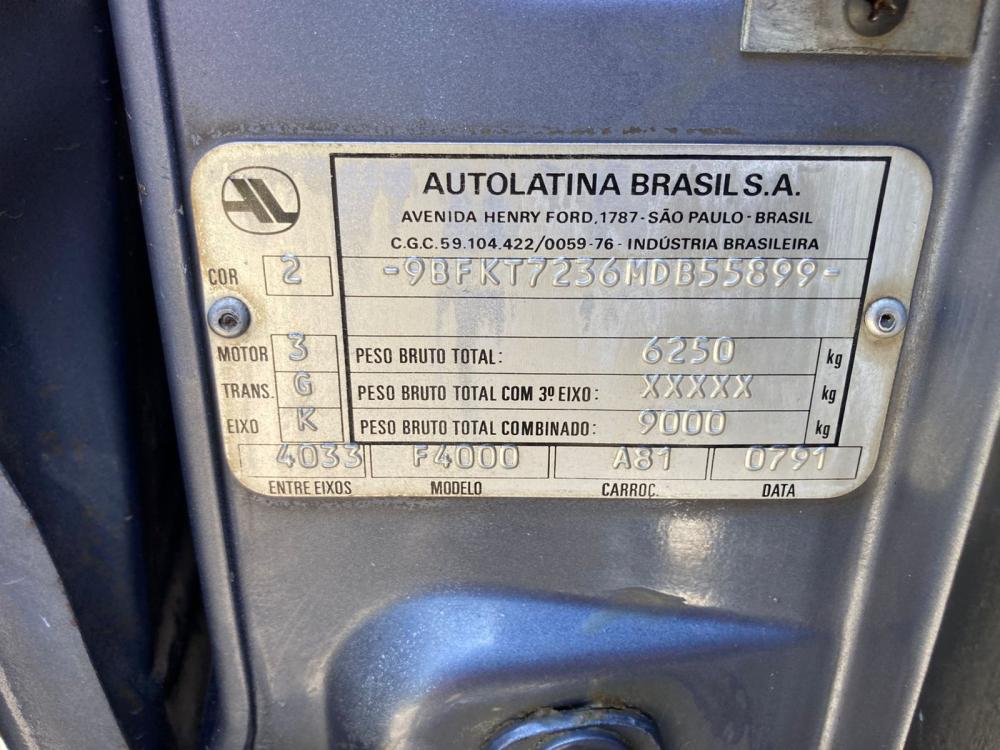 AUTOLATINA BRASIL S.A.
AVENIDA HENRY FORD, 1787 - SÃO PAULO - BRASIL
C.G.C. 59.104.422/0059-76 - INDÚSTRIA BRASILEIRA
COR 2 -9BFKT7236MDB55899-
MOTOR 3 PESO BRUTO TOTAL: 6250 kg
TRANS. G PESO BRUTO TOTAL COM 3º EIXO: XXXXX kg
EIXO K PESO BRUTO TOTAL COMBINADO: 9000 kg
4033 F4000 A81 0791
ENTRE EIXOS MODELO CARROÇ. DATA